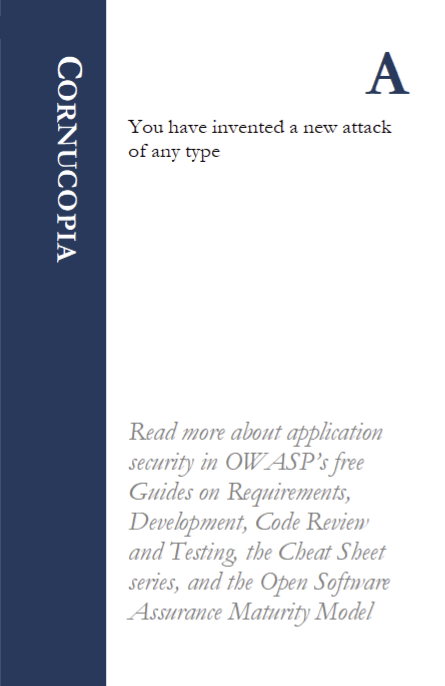 CORNUCOPIA
A
You have invented a new attack
of any type
Read more about application
security in OWASP's free
Guides on Requirements,
Development, Code Review
and Testing, the Cheat Sheet
series, and the Open Software
Assurance Maturity Model